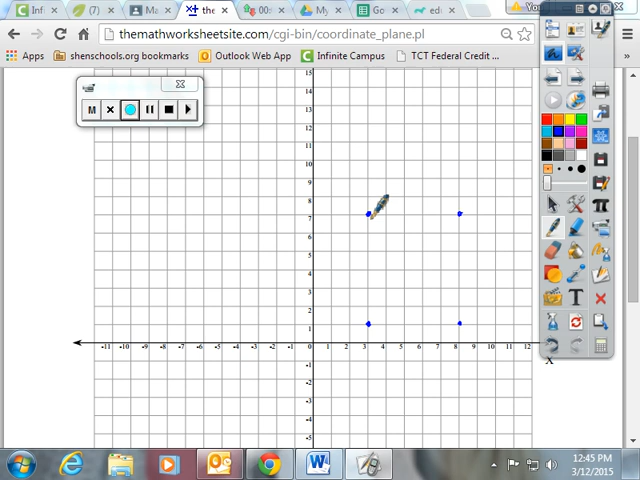 Infi
(7)
Ma
the
00:
My
Goo
edi
You
themathworksheetsite.com/cgi-bin/coordinate_plane.pl
Apps
shenschools.org bookmarks
Outlook Web App
Infinite Campus
TCT Federal Credit ...
M
15
14
13
12
11
10
9
8
7
6
5
4
3
2
1
0
-11 -10 -9 -8 -7 -6 -5 -4 -3 -2 -1 1 2 3 4 5 6 7 8 9 10 11 12
x
-1
-2
-3
-4
-5
T
π
12:45 PM
3/12/2015